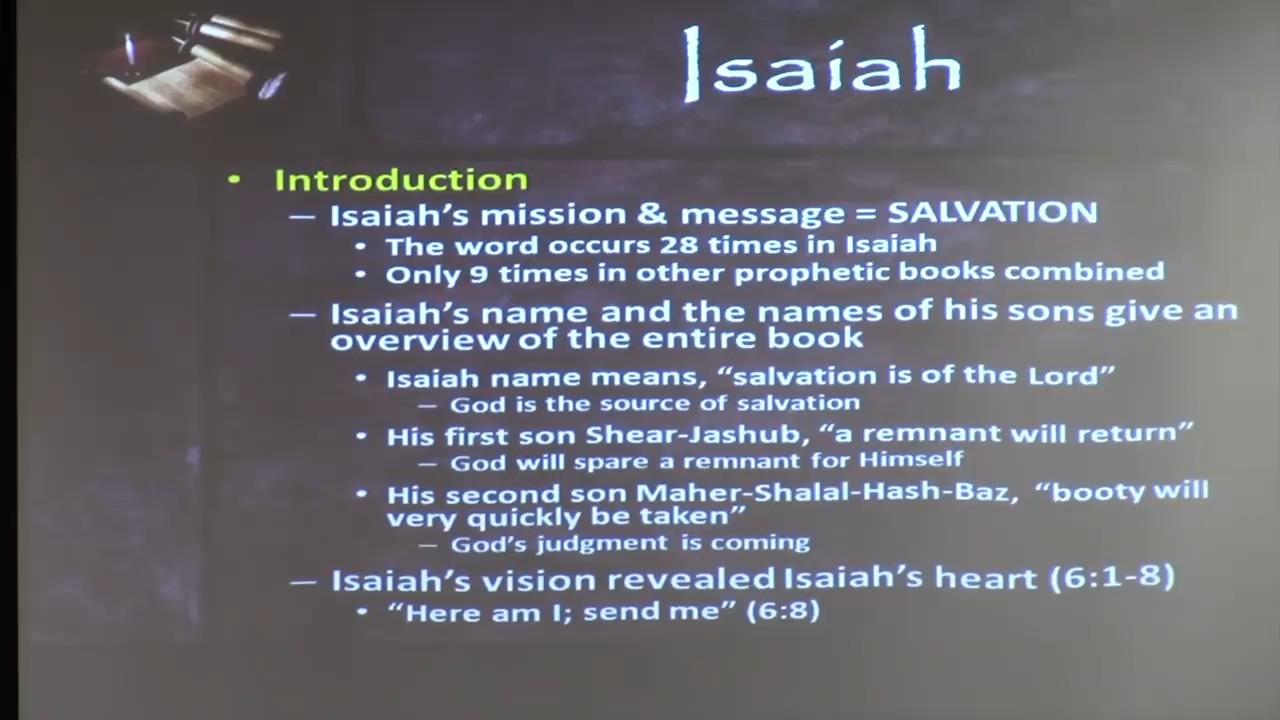 Isaiah
• Introduction
– Isaiah’s mission & message = SALVATION
• The word occurs 28 times in Isaiah
• Only 9 times in other prophetic books combined
– Isaiah’s name and the names of his sons give an
overview of the entire book
• Isaiah name means, “salvation is of the Lord”
– God is the source of salvation
• His first son Shear-Jashub, “a remnant will return”
– God will spare a remnant for Himself
• His second son Maher-Shalal-Hash-Baz, “booty will
very quickly be taken”
– God’s judgment is coming
– Isaiah’s vision revealed Isaiah’s heart (6:1-8)
• “Here am I; send me” (6:8)